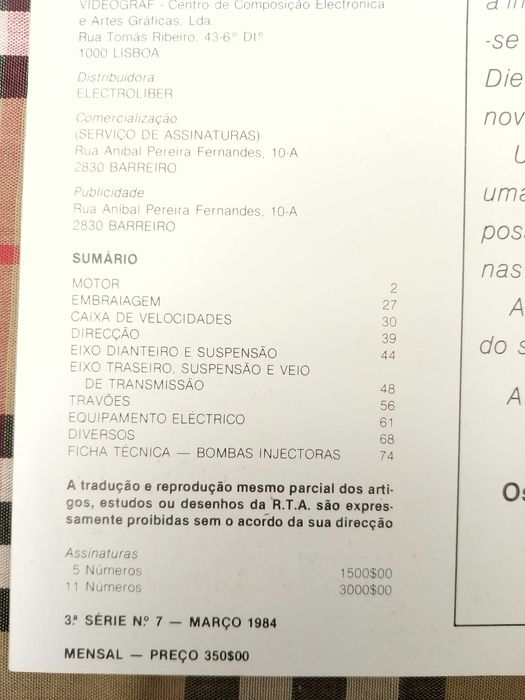 VIDEOGRAF - Centro de Composição Electrónica
e Artes Gráficas, Lda.
Rua Tomás Ribeiro, 43-6.º Dt.º
1000 LISBOA
Distribuidora
ELECTROLIBER
Comercialização
(SERVIÇO DE ASSINATURAS)
Rua Aníbal Pereira Fernandes, 10-A
2830 BARREIRO
Publicidade
Rua Aníbal Pereira Fernandes, 10-A
2830 BARREIRO
SUMÁRIO
MOTOR 2
EMBRAIAGEM 27
CAIXA DE VELOCIDADES 30
DIRECÇÃO 39
EIXO DIANTEIRO E SUSPENSÃO 44
EIXO TRASEIRO, SUSPENSÃO E VEIO
DE TRANSMISSÃO 48
TRAVÕES 56
EQUIPAMENTO ELÉCTRICO 61
DIVERSOS 68
FICHA TÉCNICA — BOMBAS INJECTORAS 74
A tradução e reprodução mesmo parcial dos arti-
gos, estudos ou desenhos da R.T.A. são expres-
samente proibidas sem o acordo da sua direcção
Assinaturas
5 Números 1500$00
11 Números 3000$00
3.ª SÉRIE N.º 7 — MARÇO 1984
MENSAL — PREÇO 350$00
-se
Die
nov
uma
pos
nas
A
do s
A
Os